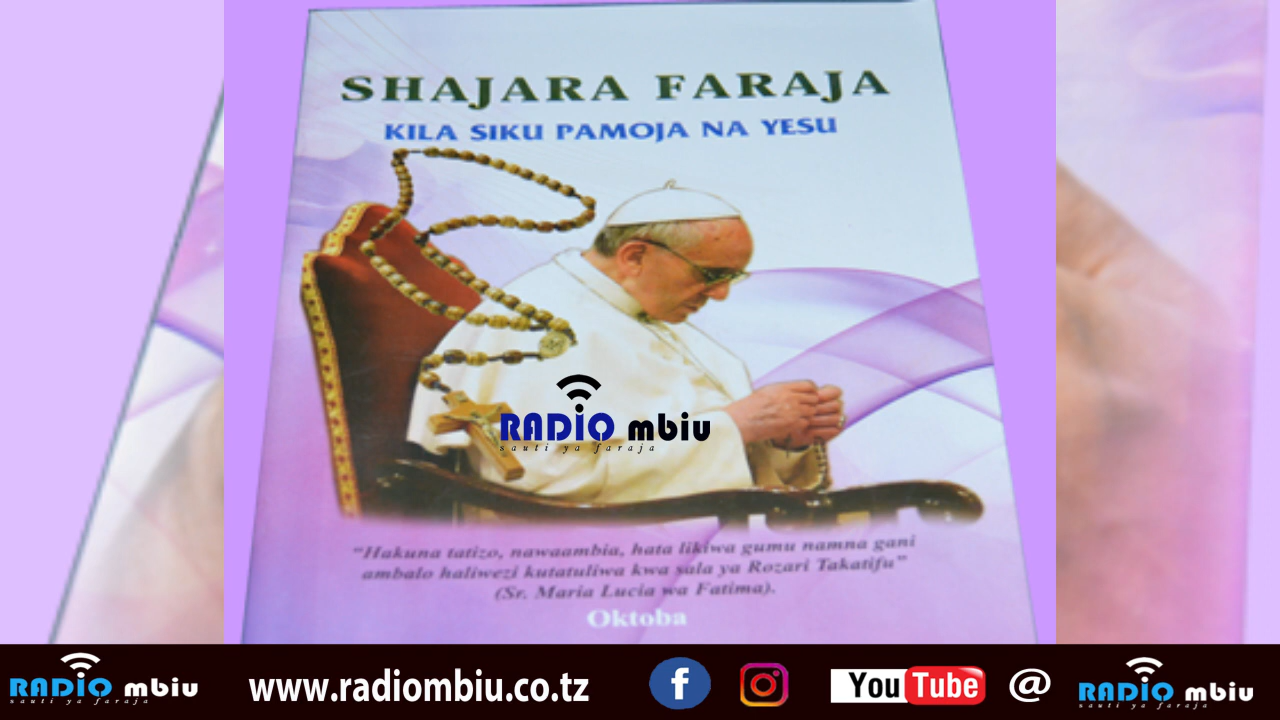 SHAJARA FARAJA
KILA SIKU PAMOJA NA YESU
RADIO mbiu
sauti ya faraja
“Hakuna tatizo, nawaambia, hata likiwa gumu namna gani
ambalo haliwezi kutatuliwa kwa sala ya Rozari Takatifu”
(Sr. Maria Lucia wa Fatima).
Oktoba
RADIO mbiu
sauti ya faraja
www.radiombiu.co.tz
f
You Tube
@
RADIO mbiu
sauti ya faraja